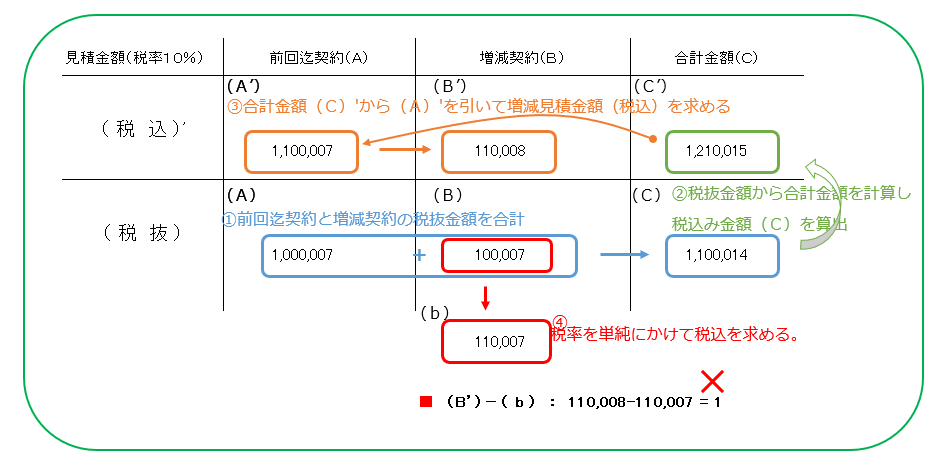 見積金額(税率10%) 前回迄契約(A) 増減契約(B) 合計金額(C)
(A′) (B′) (C′)
③合計金額(C)'から(A)'を引いて増減見積金額(税込)を求める
(税 込)′
1,100,007 110,008 1,210,015
(A) (B) (C) ②税抜金額から合計金額を計算し
①前回迄契約と増減契約の税抜金額を合計
税込み金額(C)を算出
(税 抜)
1,000,007 + 100,007 1,100,014
(b)
④
税率を単純にかけて税込を求める。
110,007
■ (B')-(b) : 110,008-110,007 = 1